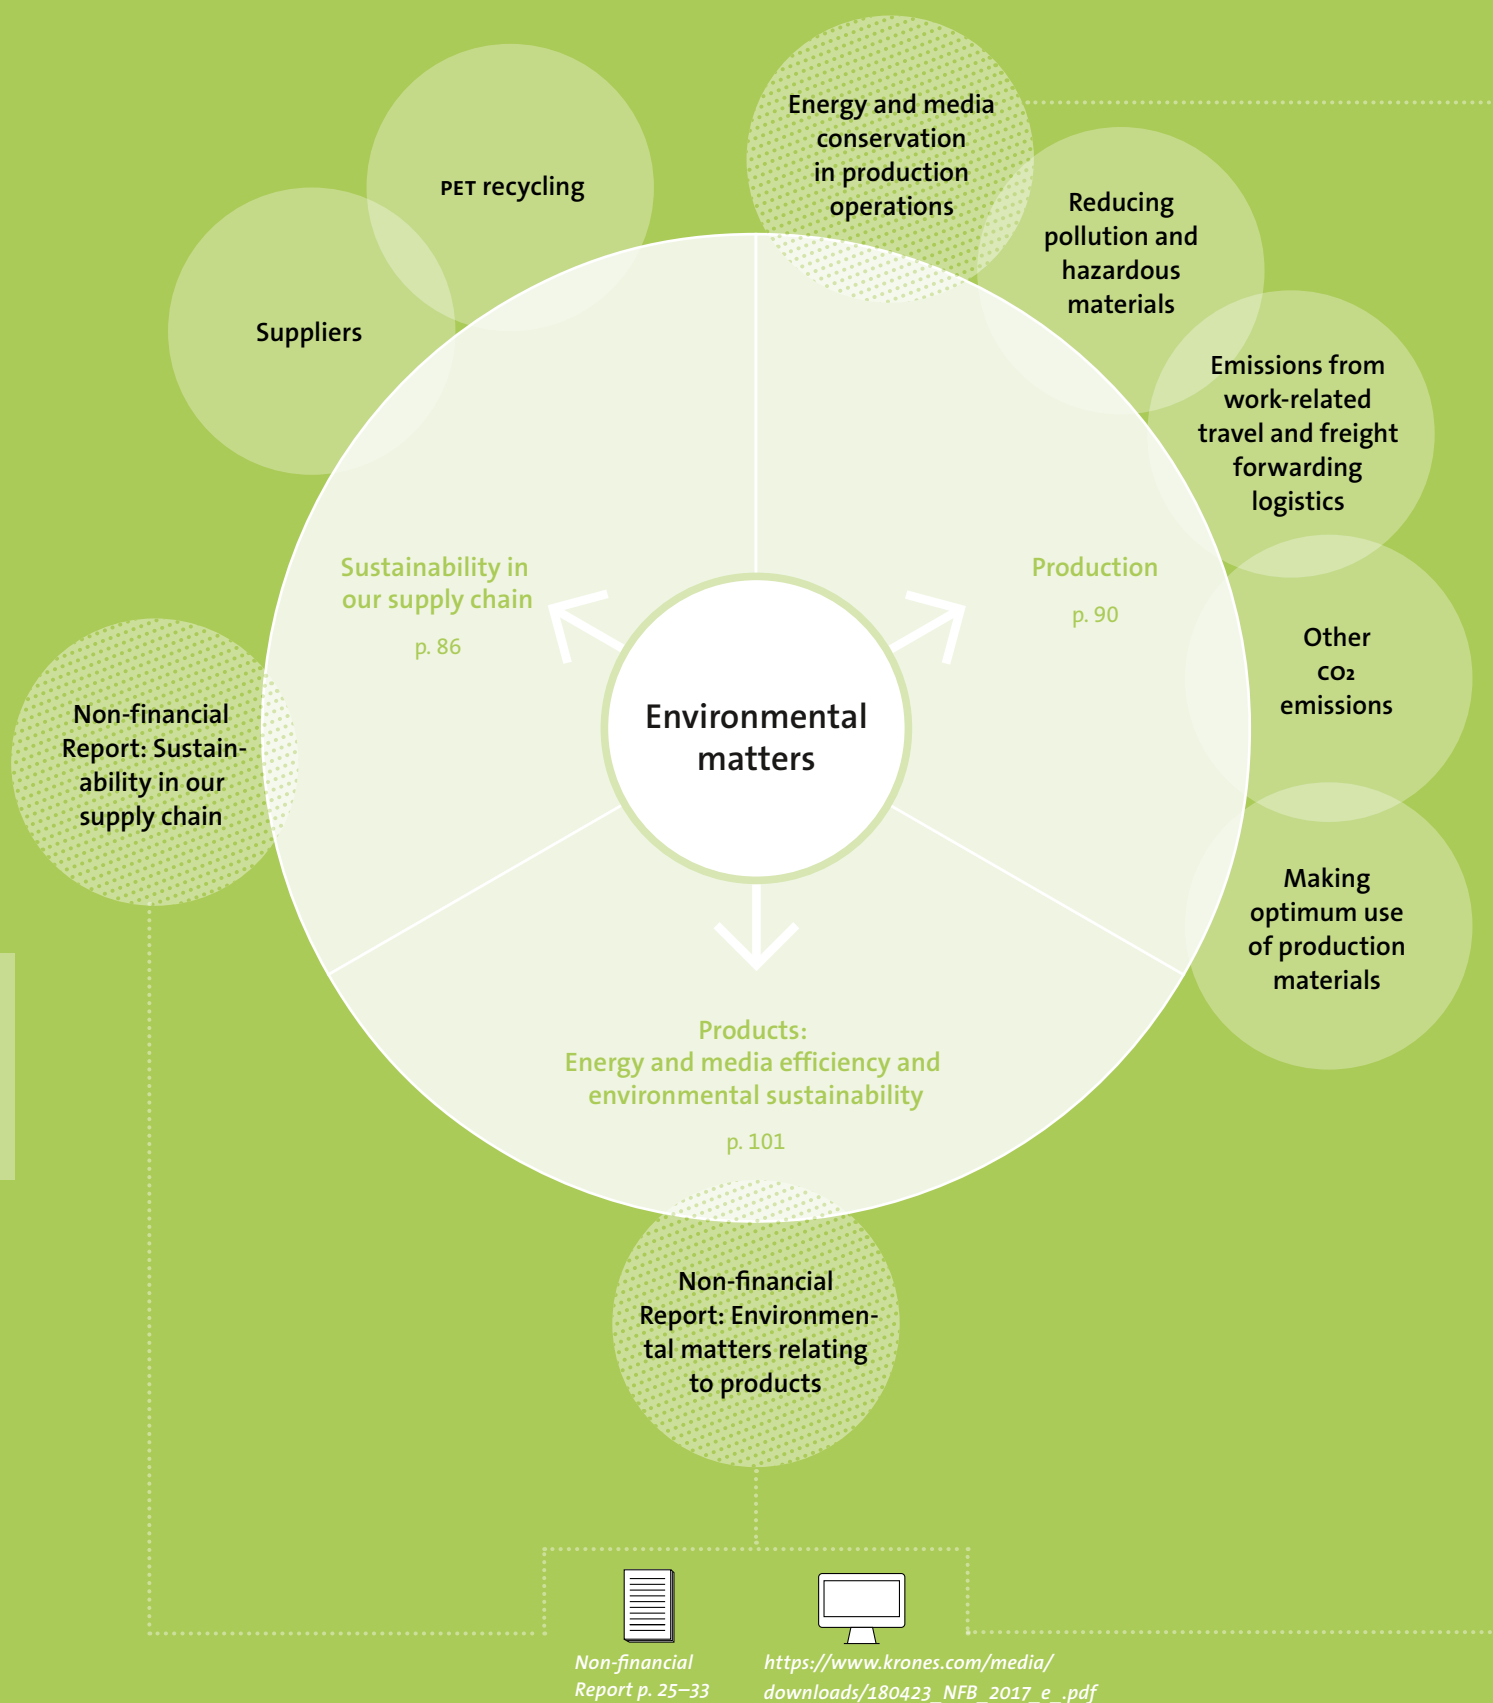 Energy and media
conservation
in production
operations
PET recycling
Reducing
pollution and
hazardous
materials
Suppliers
Emissions from
work-related
travel and freight
forwarding
logistics
Sustainability in
our supply chain
p. 86
Production
p. 90
Other
CO2
emissions
Non-financial
Report: Sustain-
ability in our
supply chain
Environmental
matters
Making
optimum use
of production
materials
Products:
Energy and media efficiency and
environmental sustainability
p. 101
Non-financial
Report: Environmen-
tal matters relating
to products
Non-financial
Report p. 25–33
https://www.krones.com/media/
downloads/180423_NFB_2017_e_.pdf